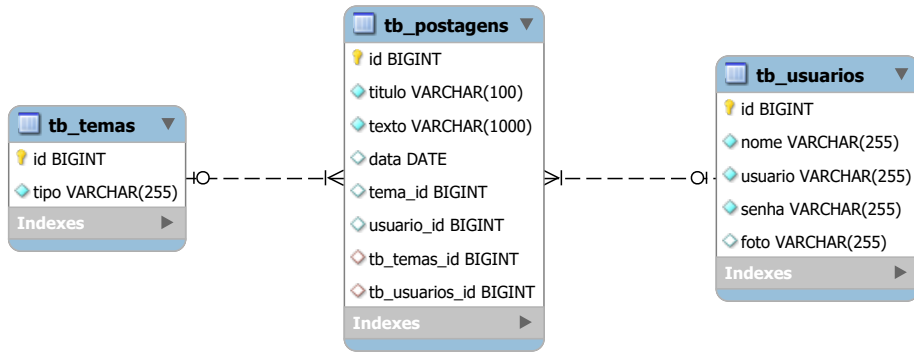 tb_temas
id BIGINT
tipo VARCHAR(255)
Indexes
tb_postagens
id BIGINT
titulo VARCHAR(100)
texto VARCHAR(1000)
data DATE
tema_id BIGINT
usuario_id BIGINT
tb_temas_id BIGINT
tb_usuarios_id BIGINT
Indexes
tb_usuarios
id BIGINT
nome VARCHAR(255)
usuario VARCHAR(255)
senha VARCHAR(255)
foto VARCHAR(255)
Indexes